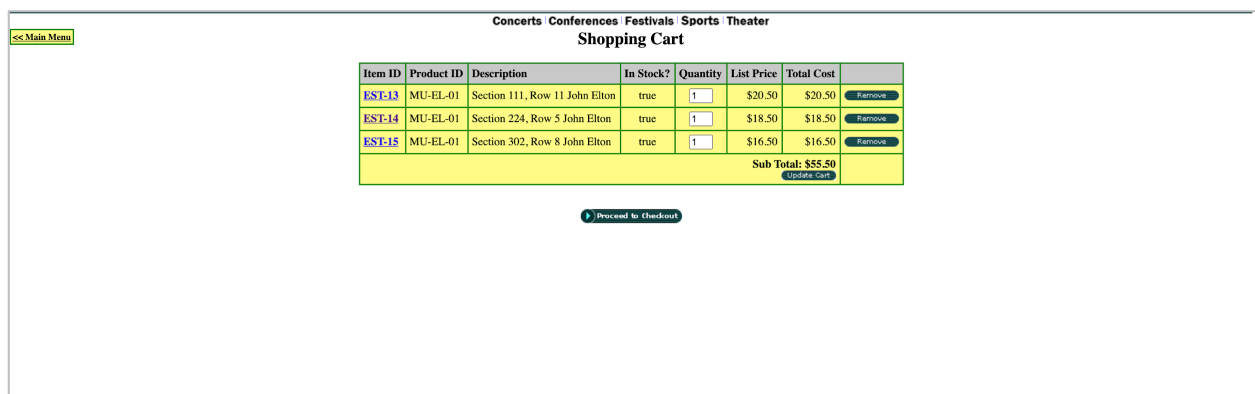 Concerts Conferences Festivals Sports Theater
<< Main Menu
Shopping Cart
Item ID Product ID Description In Stock? Quantity List Price Total Cost
EST-13 MU-EL-01 Section 111, Row 11 John Elton true 1 $20.50 $20.50 Remove
EST-14 MU-EL-01 Section 224, Row 5 John Elton true 1 $18.50 $18.50 Remove
EST-15 MU-EL-01 Section 302, Row 8 John Elton true 1 $16.50 $16.50 Remove
Sub Total: $55.50
Update Cart
Proceed to Checkout